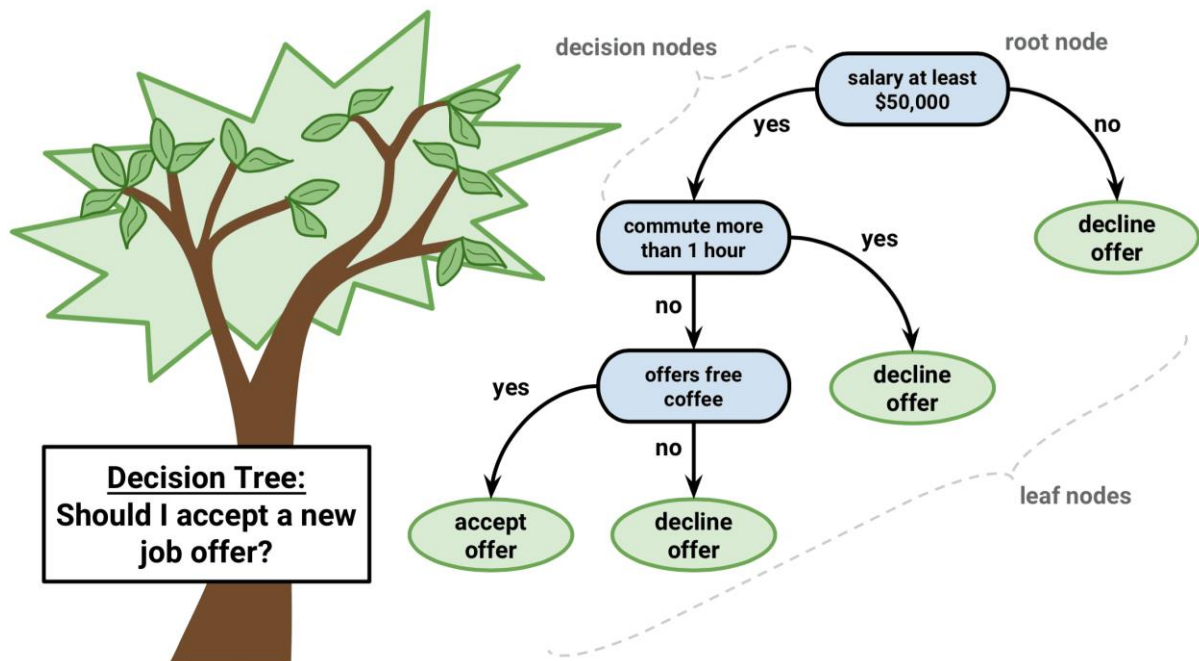 decision nodes
root node
salary at least
$50,000
yes
no
commute more
than 1 hour
yes
decline
offer
no
offers free
coffee
decline
offer
yes
no
Decision Tree:
Should I accept a new
job offer?
accept
offer
decline
offer
leaf nodes